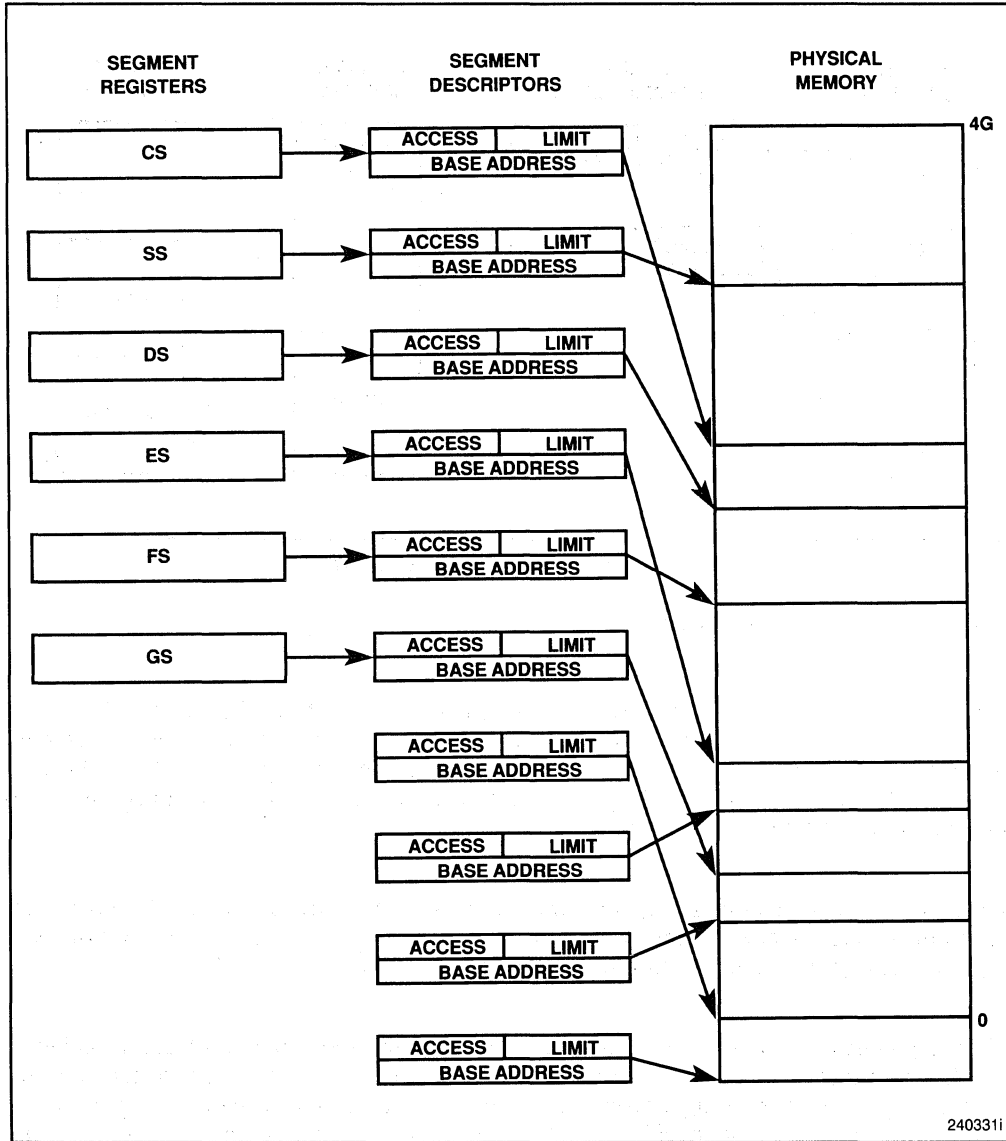 SEGMENT REGISTERS
SEGMENT DESCRIPTORS
PHYSICAL MEMORY
4G
CS
ACCESS LIMIT
BASE ADDRESS
SS
ACCESS LIMIT
BASE ADDRESS
DS
ACCESS LIMIT
BASE ADDRESS
ES
ACCESS LIMIT
BASE ADDRESS
FS
ACCESS LIMIT
BASE ADDRESS
GS
ACCESS LIMIT
BASE ADDRESS
ACCESS LIMIT
BASE ADDRESS
ACCESS LIMIT
BASE ADDRESS
ACCESS LIMIT
BASE ADDRESS
0
ACCESS LIMIT
BASE ADDRESS
240331i